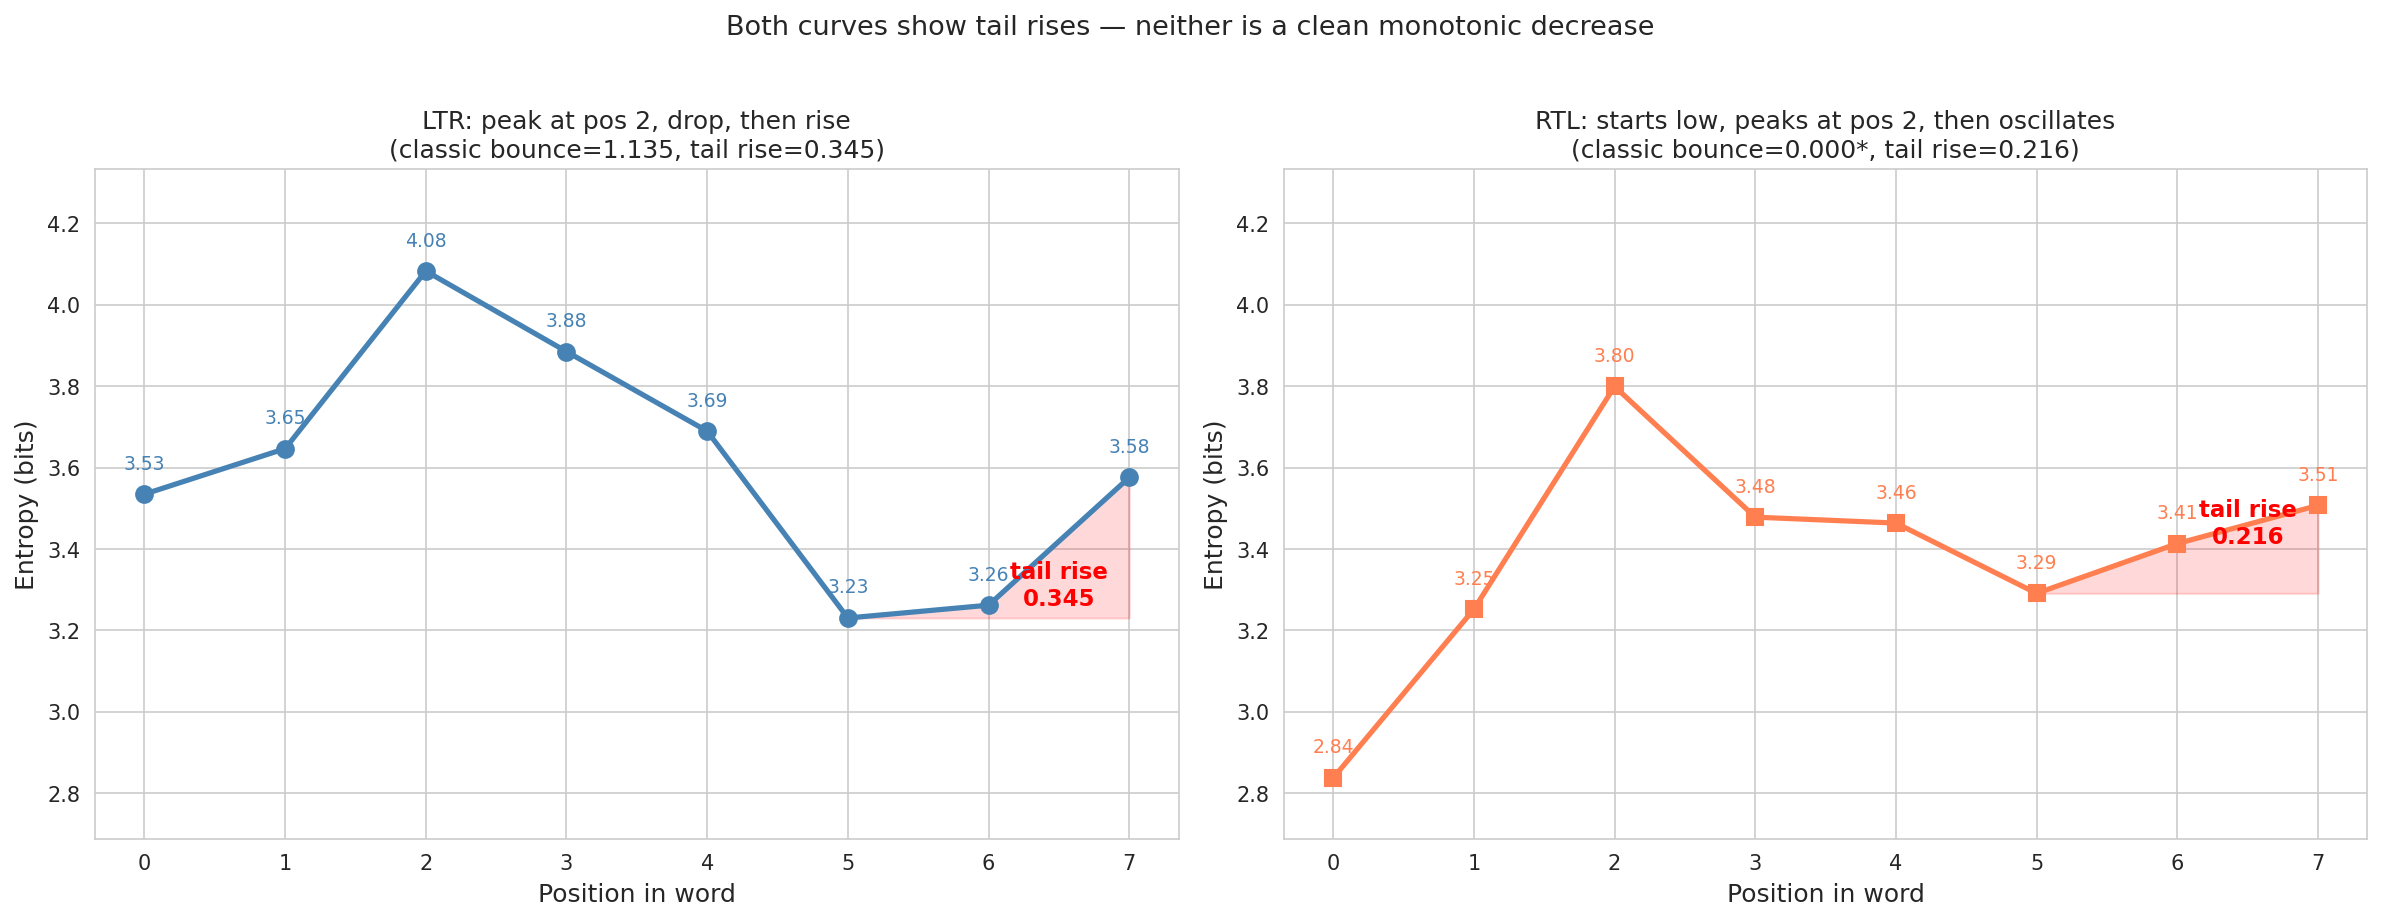 Both curves show tail rises — neither is a clean monotonic decrease
LTR: peak at pos 2, drop, then rise
(classic bounce=1.135, tail rise=0.345)
Entropy (bits)
4.2
4.0
3.8
3.6
3.4
3.2
3.0
2.8
3.53
3.65
4.08
3.88
3.69
3.23
3.26
3.58
tail rise
0.345
0 1 2 3 4 5 6 7
Position in word
RTL: starts low, peaks at pos 2, then oscillates
(classic bounce=0.000*, tail rise=0.216)
Entropy (bits)
4.2
4.0
3.8
3.6
3.4
3.2
3.0
2.8
2.84
3.25
3.80
3.48
3.46
3.29
3.41
3.51
tail rise
0.216
0 1 2 3 4 5 6 7
Position in word